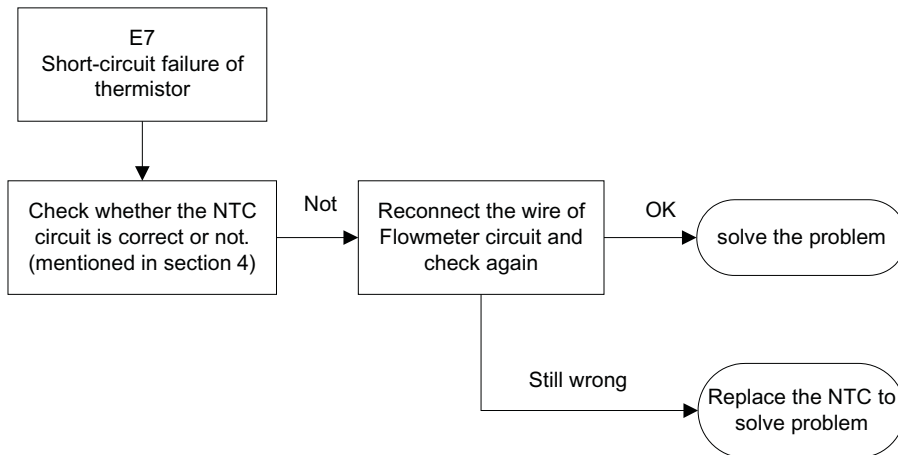 E7
Short-circuit failure of
thermistor
Check whether the NTC
circuit is correct or not.
(mentioned in section 4)
Not
Reconnect the wire of
Flowmeter circuit and
check again
OK
solve the problem
Still wrong
Replace the NTC to
solve problem